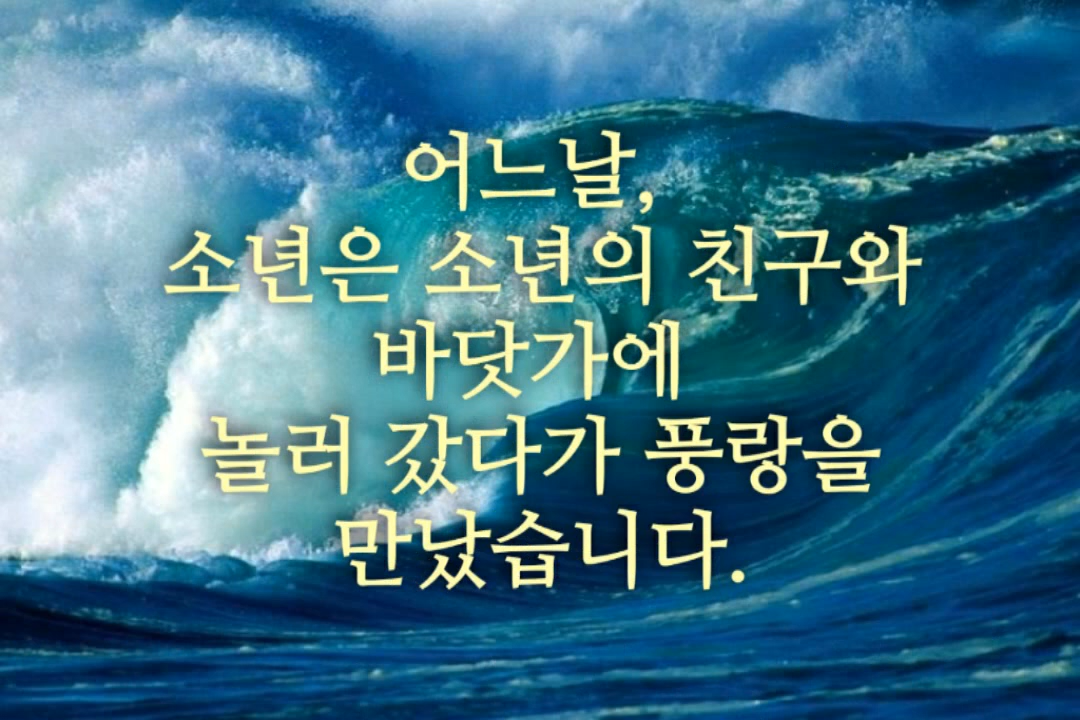 어느날,
소년은 소년의 친구와
바닷가에
놀러 갔다가 풍랑을
만났습니다.